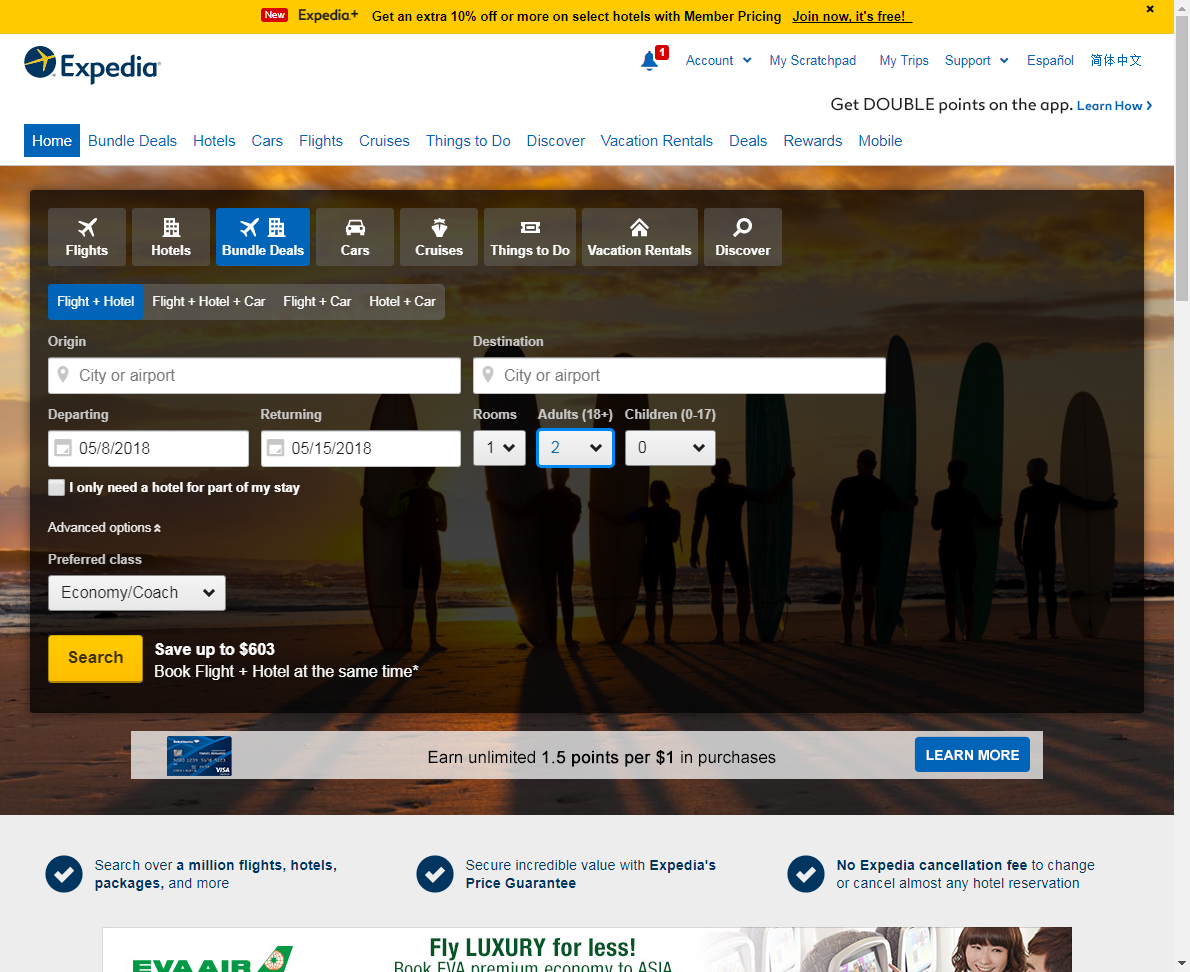 New Expedia+ Get an extra 10% off or more on select hotels with Member Pricing Join now, it's free!
Expedia
1 Account My Scratchpad My Trips Support Español 简体中文
Get DOUBLE points on the app. Learn How
Home Bundle Deals Hotels Cars Flights Cruises Things to Do Discover Vacation Rentals Deals Rewards Mobile
Flights Hotels Bundle Deals Cars Cruises Things to Do Vacation Rentals Discover
Flight + Hotel Flight + Hotel + Car Flight + Car Hotel + Car
Origin Destination
City or airport City or airport
Departing Returning Rooms Adults (18+) Children (0-17)
05/8/2018 05/15/2018 1 2 0
I only need a hotel for part of my stay
Advanced options
Preferred class
Economy/Coach
Search Save up to $603
Book Flight + Hotel at the same time*
VISA Earn unlimited 1.5 points per $1 in purchases LEARN MORE
Search over a million flights, hotels,
packages, and more
Secure incredible value with Expedia's
Price Guarantee
No Expedia cancellation fee to change
or cancel almost any hotel reservation
EVA AIR Fly LUXURY for less!
Book EVA premium economy to ASIA